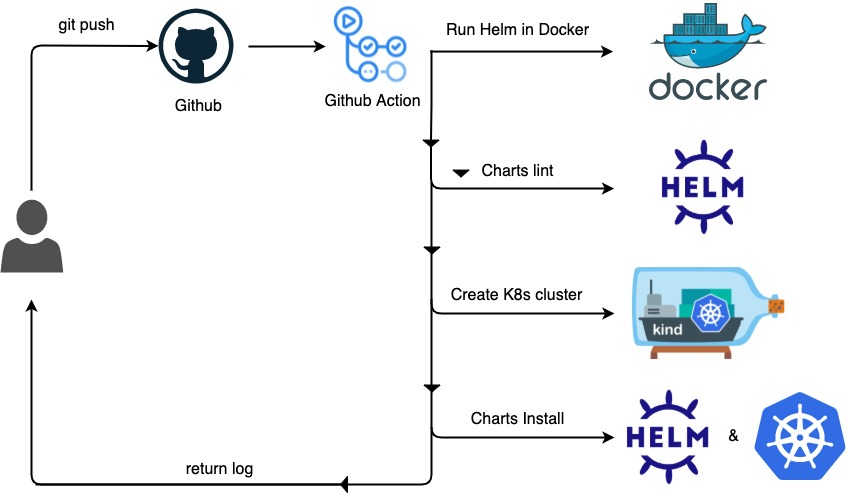 git push
Github
Github Action
Run Helm in Docker
docker
Charts lint
HELM
Create K8s cluster
kind
Charts Install
HELM
&
return log